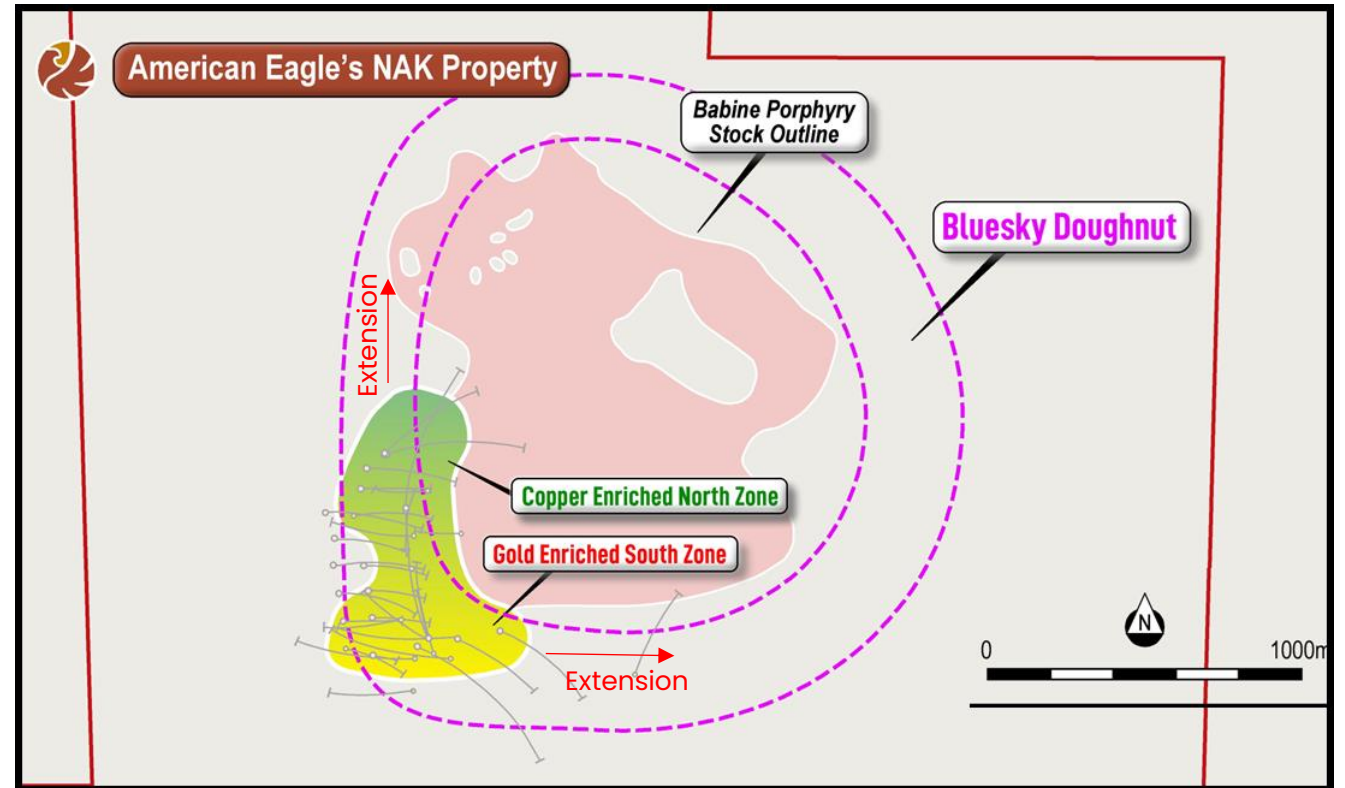 American Eagle's NAK Property
Babine Porphyry
Stock Outline
Bluesky Doughnut
Extension
Copper Enriched North Zone
Gold Enriched South Zone
Extension
N
0
1000m